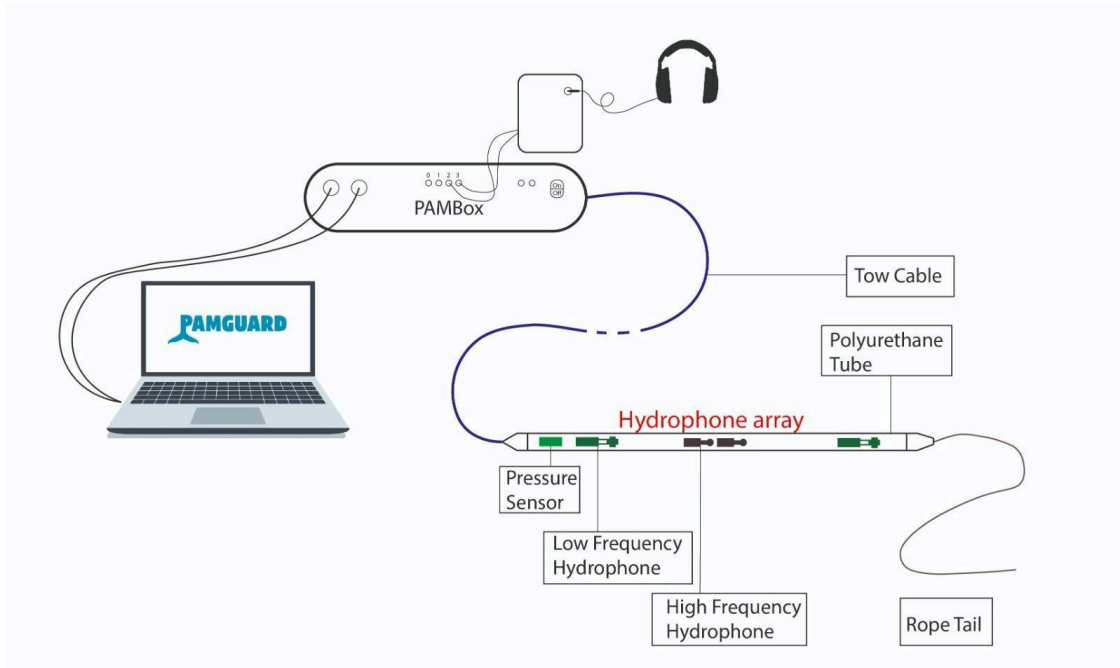 0 1 2 3
On
Off
PAMBox
PAMGUARD
Tow Cable
Polyurethane
Tube
Hydrophone array
Pressure
Sensor
Low Frequency
Hydrophone
High Frequency
Hydrophone
Rope Tail